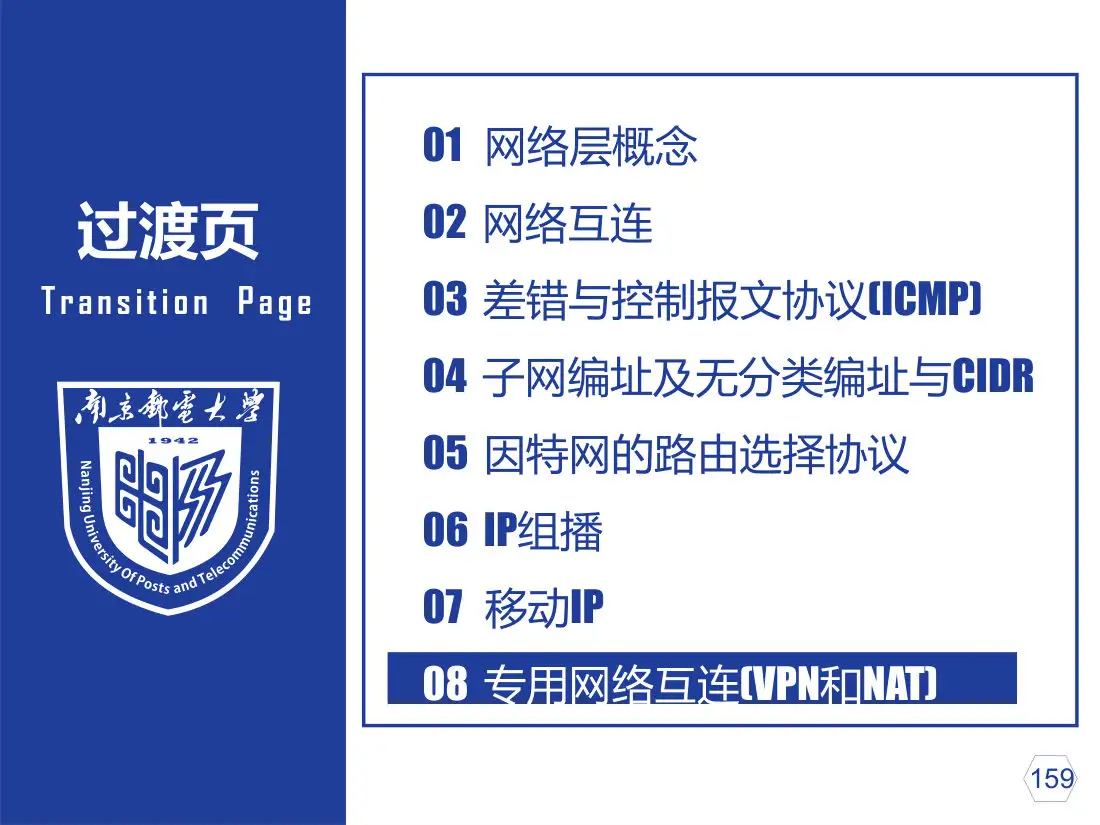 过渡页
Transition Page
南京邮电大学
1942
Nanjing University Of Posts and Telecommunications
01 网络层概念
02 网络互连
03 差错与控制报文协议(ICMP)
04 子网编址及无分类编址与CIDR
05 因特网的路由选择协议
06 IP组播
07 移动IP
08 专用网络互连(VPN和NAT)
159